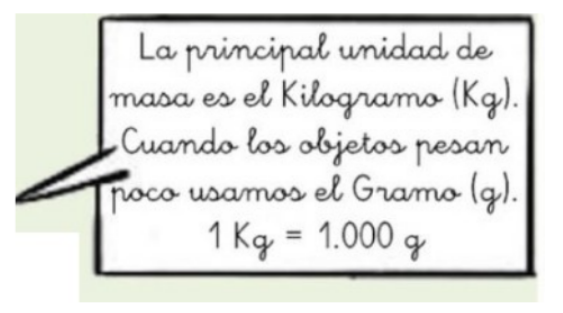 La principal unidad de
masa es el Kilogramo (Kg).
Cuando los objetos pesan
poco usamos el Gramo (g).
1 Kg = 1.000 g